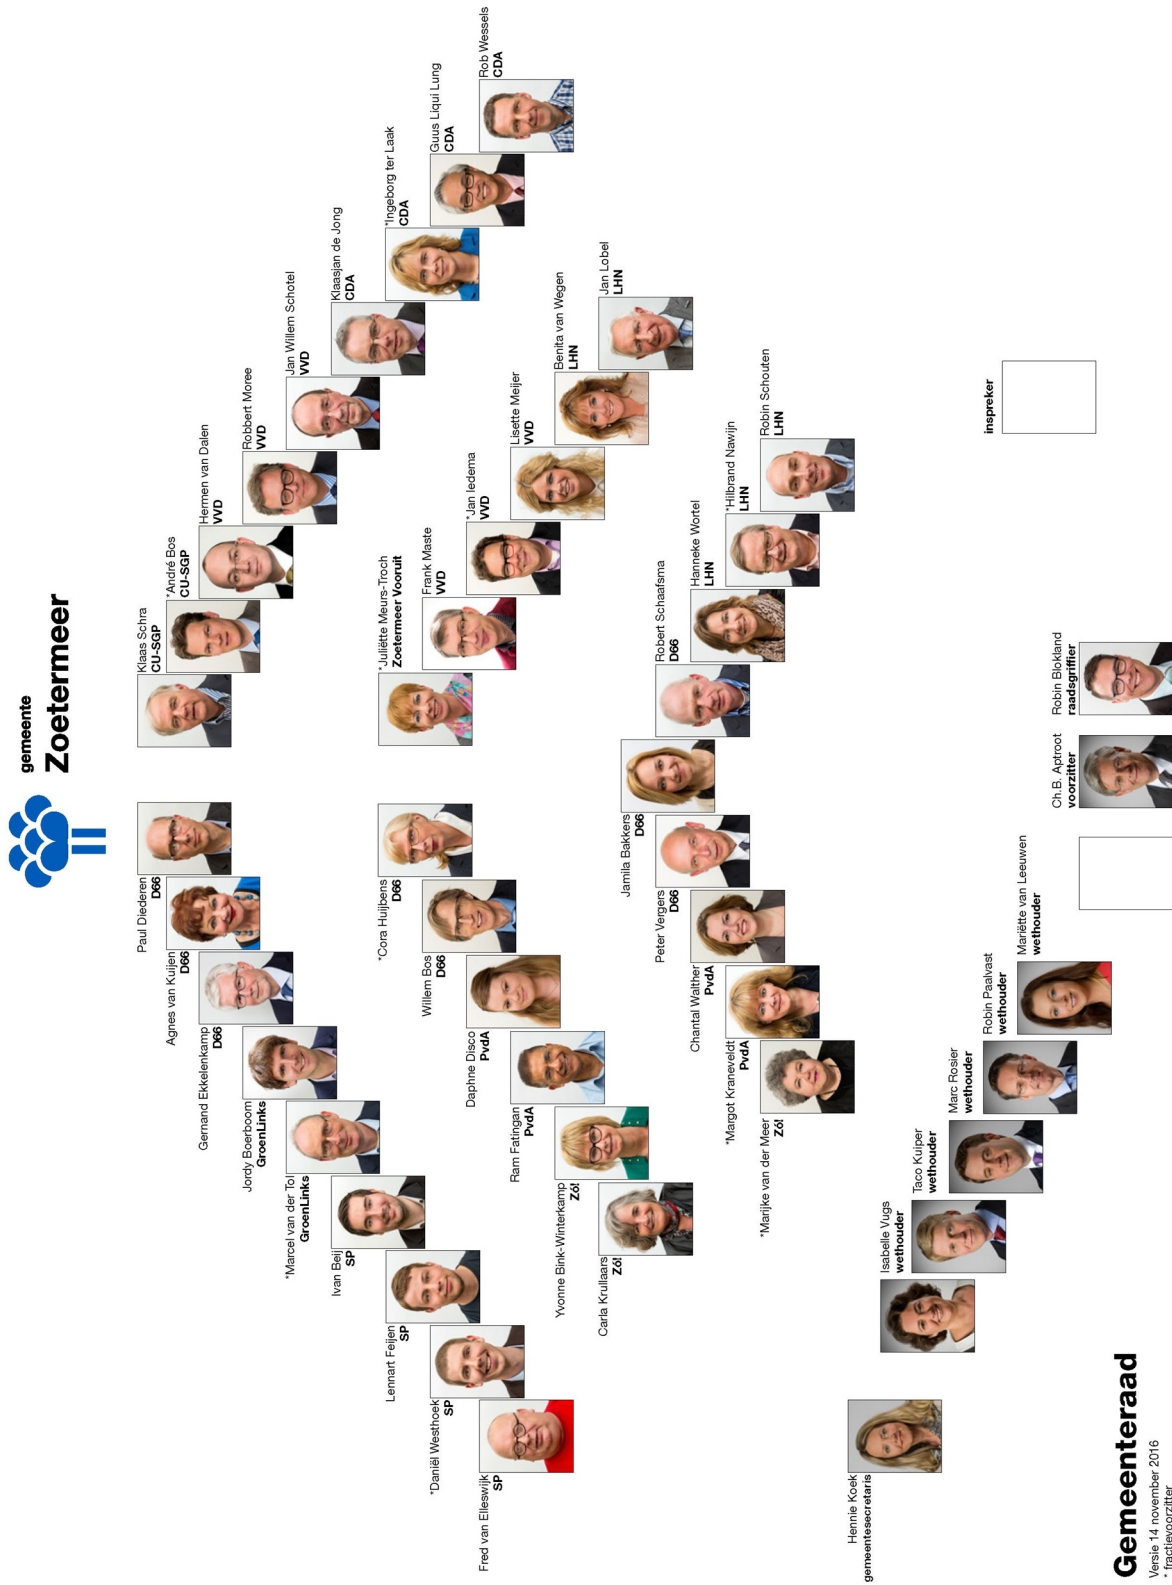 gemeente
Zoetermeer
Paul Diederen
D66
Agnes van Kuijen
D66
Gernand Ekkelenkamp
D66
Jordy Boerboom
GroenLinks
*Marcel van der Tol
GroenLinks
Ivan Beij
SP
Lennart Feijen
SP
*Daniël Westhoek
SP
Fred van Elleswijk
SP
Klaas Schra
CU-SGP
*André Bos
CU-SGP
Hermen van Dalen
VVD
Robbert Moree
VVD
Jan Willem Schotel
VVD
Klaasjan de Jong
CDA
*Ingeborg ter Laak
CDA
Guus Liqui Lung
CDA
Rob Wessels
CDA
*Cora Huijbens
D66
Willem Bos
D66
Daphne Disco
PvdA
Ram Fatingan
PvdA
Yvonne Bink-Winterkamp
Zó!
Carla Krullaars
Zó!
*Juliëtte Meurs-Troch
Zoetermeer Vooruit
Frank Maste
VVD
*Jan Iedema
VVD
Lisette Meijer
VVD
Benita van Wegen
LHN
Jan Lobel
LHN
Jamila Bakkers
D66
Peter Vergers
D66
Chantal Walther
PvdA
*Margot Kraneveldt
PvdA
*Marijke van der Meer
Zó!
Robert Schaafsma
D66
Hanneke Wortel
LHN
*Hilbrand Nawijn
LHN
Robin Schouten
LHN
Hennie Koek
gemeentesecretaris
Isabelle Vugs
wethouder
Taco Kuiper
wethouder
Marc Rosier
wethouder
Robin Paalvast
wethouder
Mariëtte van Leeuwen
wethouder
Ch.B. Aptroot
voorzitter
Robin Blokland
raadsgriffier
inspreker
Gemeenteraad
Versie 14 november 2016
* fractievoorzitter